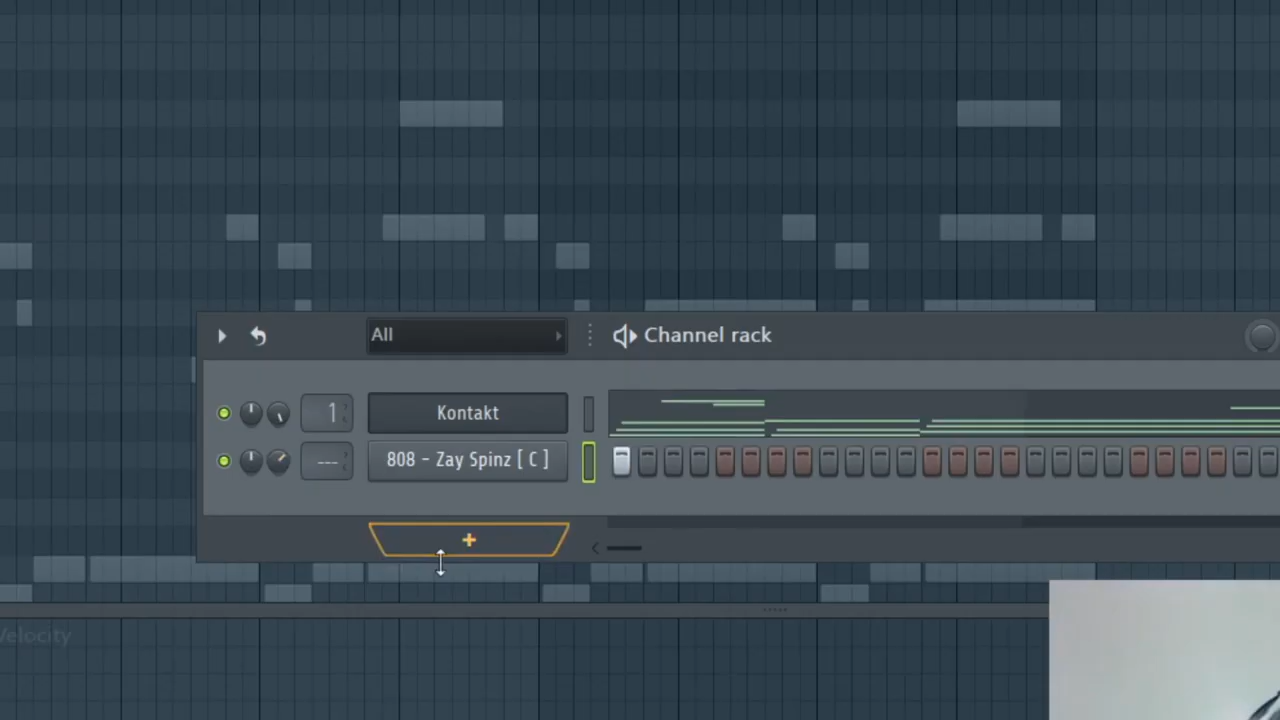 All
Channel rack
1
Kontakt
---
808 - Zay Spinz [ C ]
+
Velocity